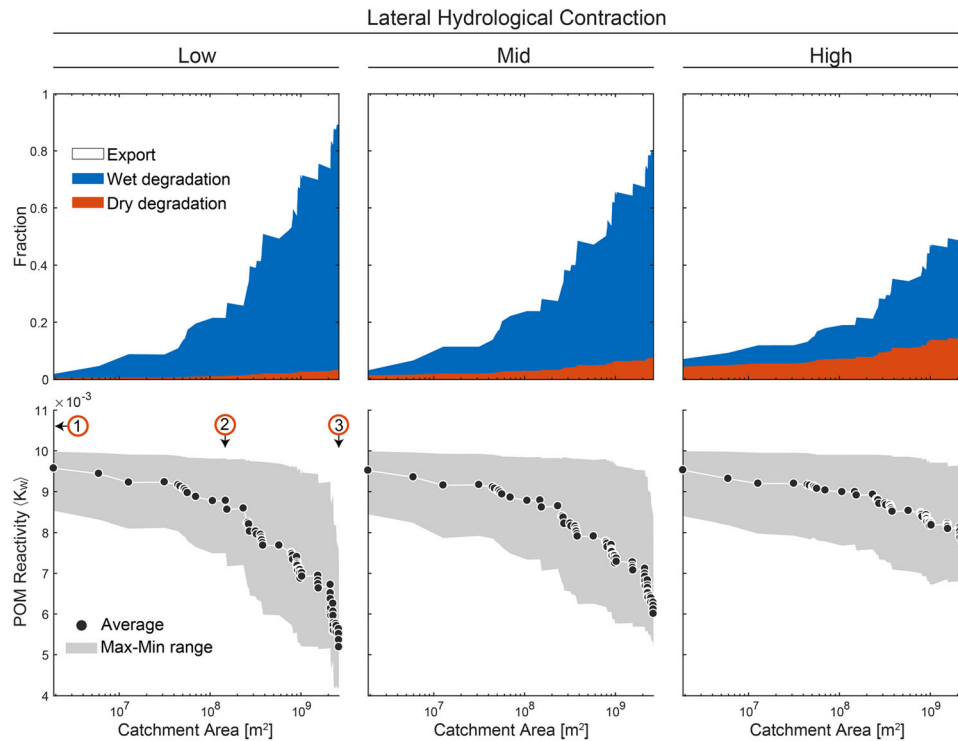 Lateral Hydrological Contraction
Low Mid High
1
0.8
0.6
0.4
0.2
0
Fraction
Export
Wet degradation
Dry degradation
×10⁻³
11
10
9
8
7
6
5
4
POM Reactivity ⟨K_W⟩
1 2 3
Average
Max-Min range
10⁷ 10⁸ 10⁹ 10⁷ 10⁸ 10⁹ 10⁷ 10⁸ 10⁹
Catchment Area [m²] Catchment Area [m²] Catchment Area [m²]